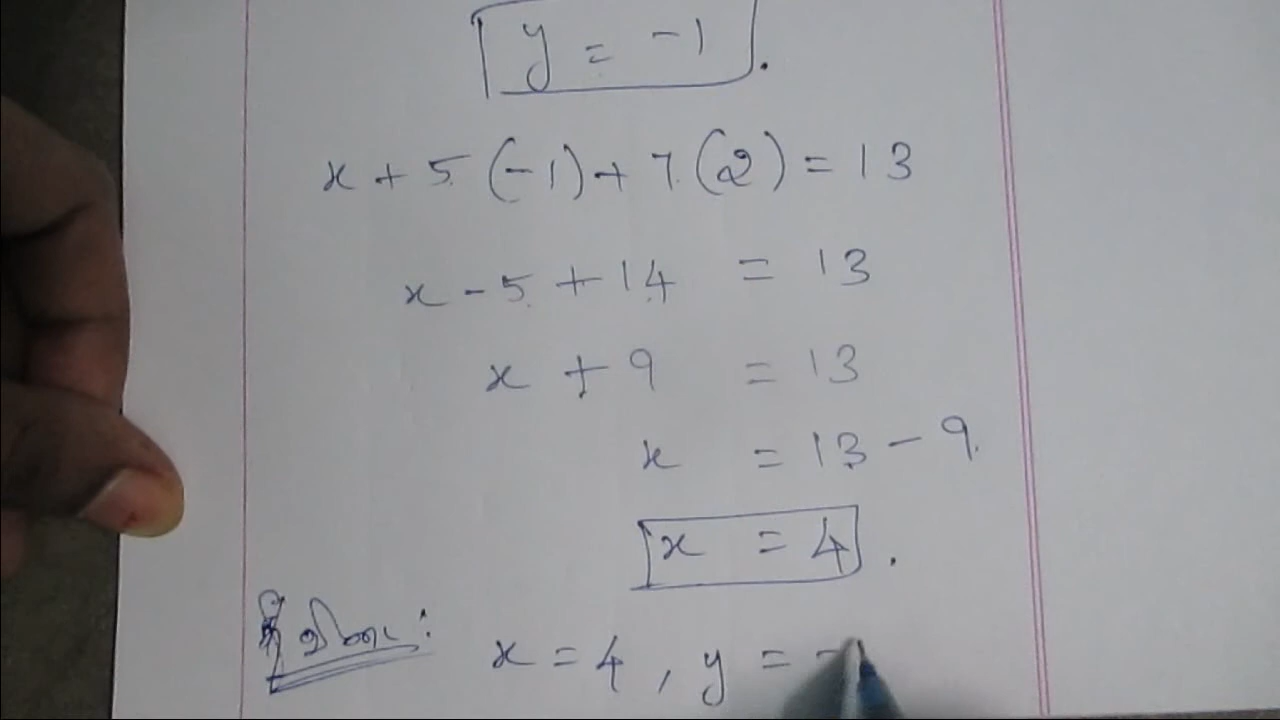 y = -1 .
x + 5 (-1) + 7 (2) = 13
x - 5 + 14 = 13
x + 9 = 13
x = 13 - 9
x = 4 .
விடை: x = 4 , y = -